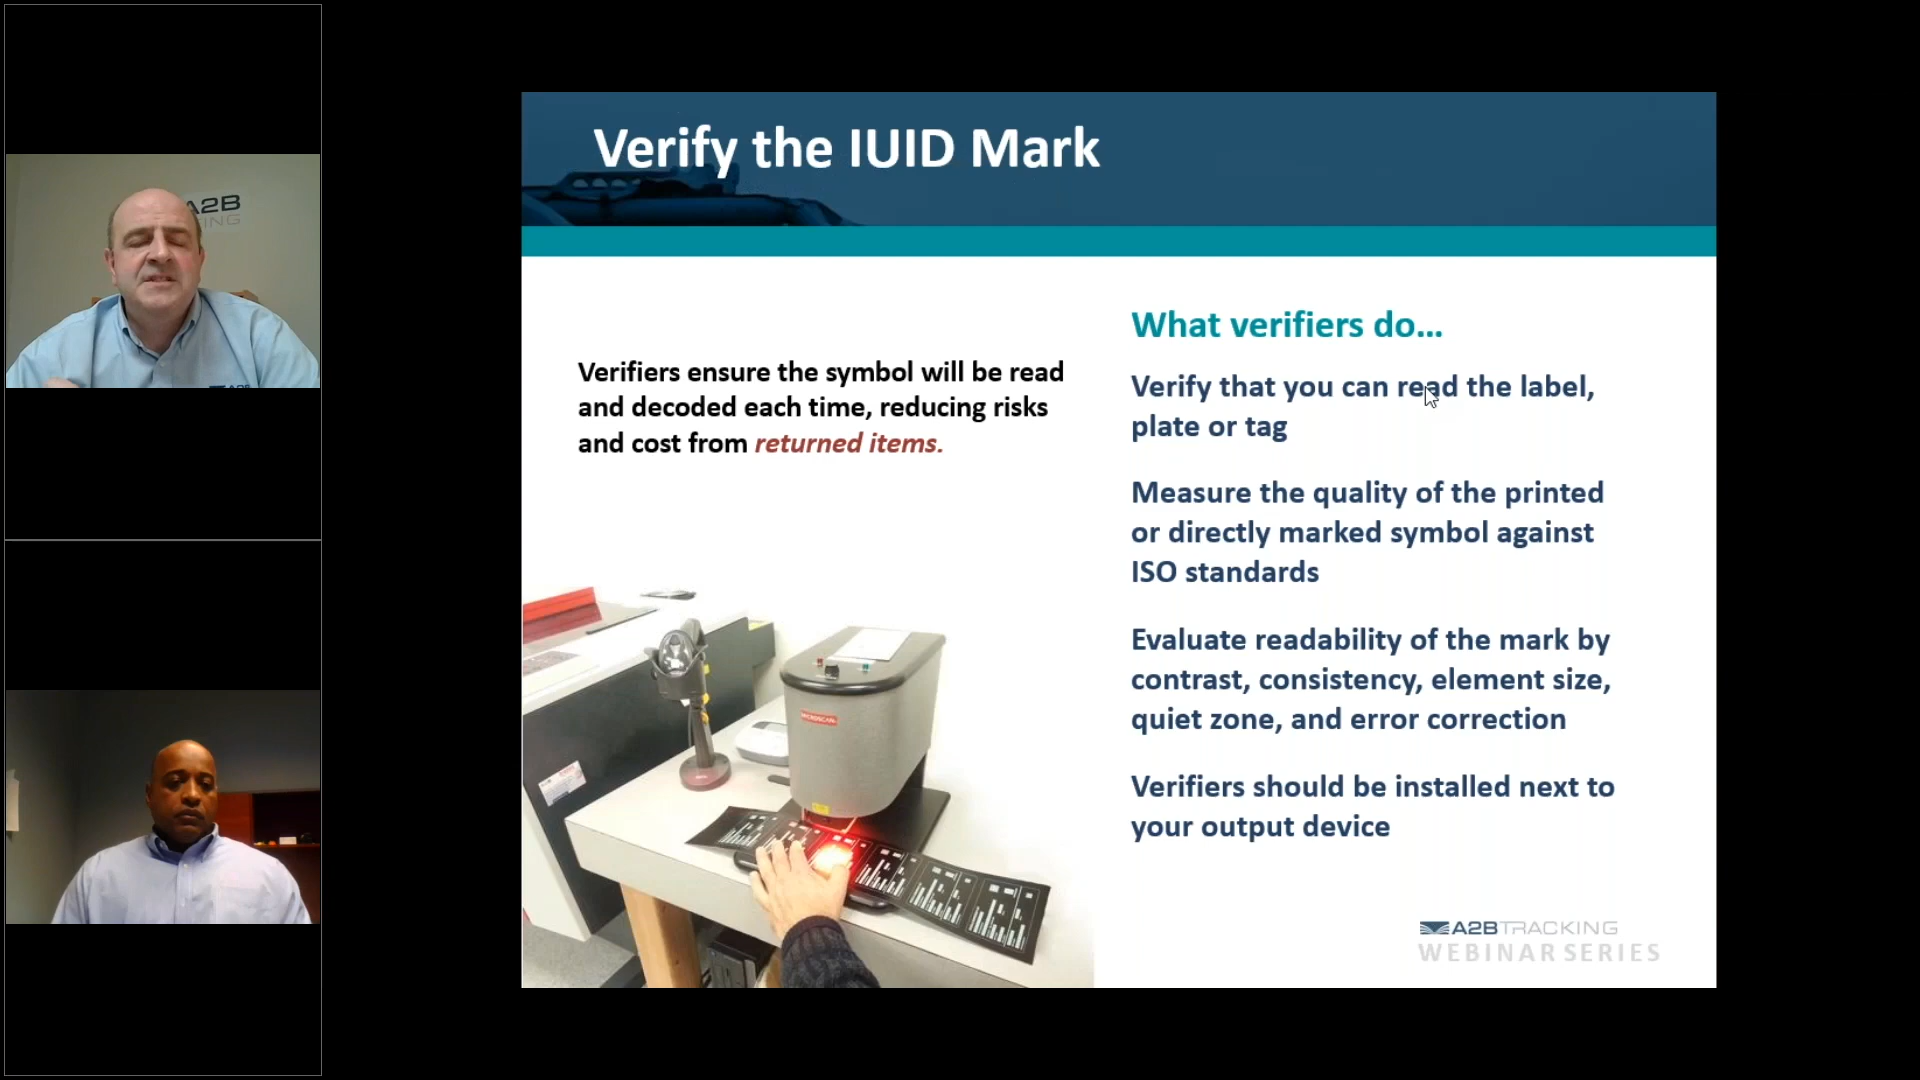 A2B
Verify the IUID Mark
Verifiers ensure the symbol will be read
and decoded each time, reducing risks
and cost from returned items.
What verifiers do...
Verify that you can read the label,
plate or tag
Measure the quality of the printed
or directly marked symbol against
ISO standards
Evaluate readability of the mark by
contrast, consistency, element size,
quiet zone, and error correction
Verifiers should be installed next to
your output device
MICROSCAN
A2BTRACKING
WEBINAR SERIES